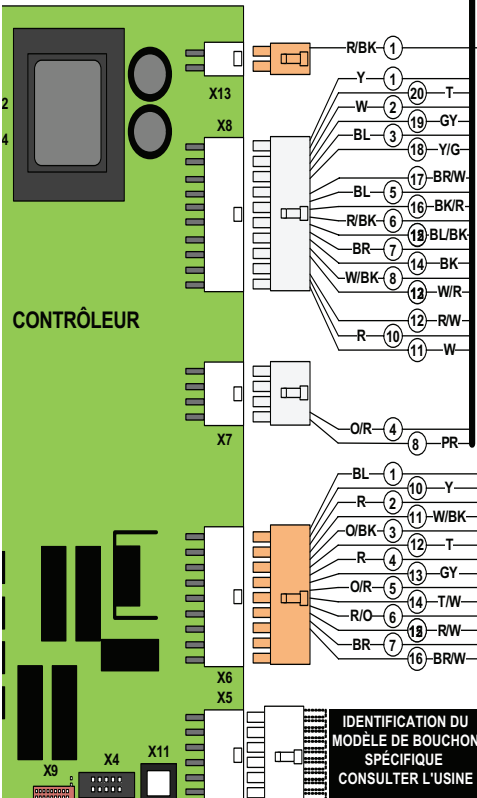 R/BK 1
X13
2
4
X8
Y 1
20 T
W 2
19 GY
BL 3
18 Y/G
17 BR/W
BL 5
16 BK/R
R/BK 6
BL/BK
BR 7
14 BK
W/BK 8
W/R
12 R/W
R 10
11 W
CONTRÔLEUR
X7
O/R 4
8 PR
BL 1
10 Y
R 2
11 W/BK
O/BK 3
12 T
R 4
13 GY
O/R 5
14 T/W
R/O 6
R/W
BR 7
16 BR/W
X6
X5
IDENTIFICATION DU
MODÈLE DE BOUCHON
SPÉCIFIQUE
CONSULTER L'USINE
X9
X4
X11